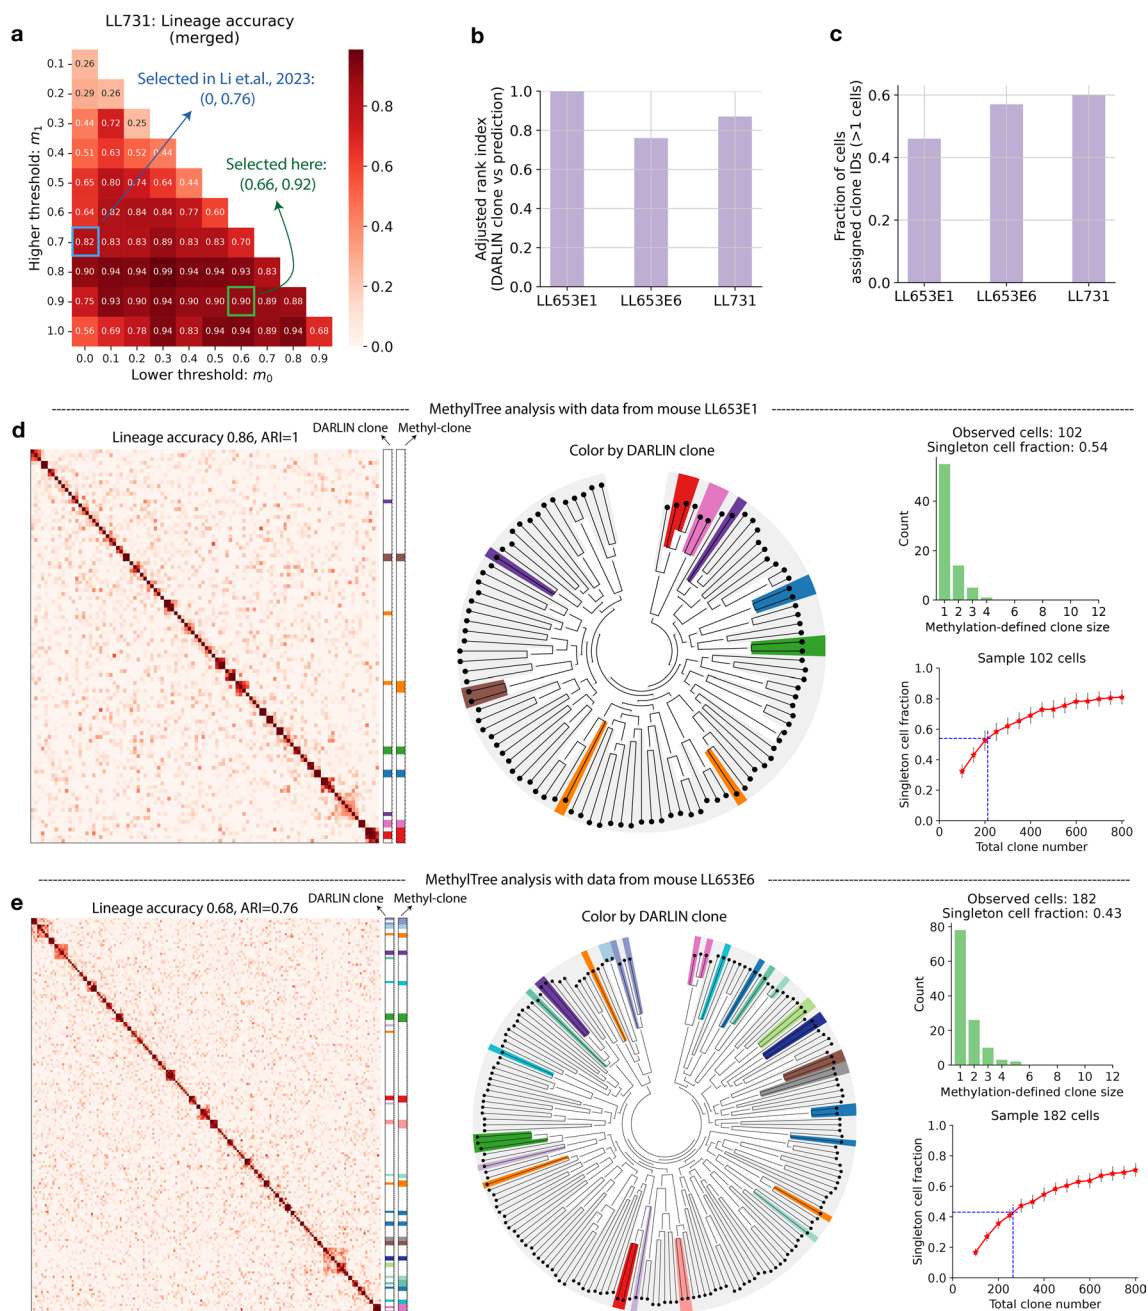 a
LL731: Lineage accuracy
(merged)
Higher threshold: m1
0.1 0.26
0.2 0.29 0.26
0.3 0.44 0.72 0.25
0.4 0.51 0.63 0.52 0.44
0.5 0.65 0.80 0.74 0.64 0.44
0.6 0.64 0.82 0.84 0.84 0.77 0.60
0.7 0.82 0.83 0.83 0.89 0.83 0.83 0.70
0.8 0.90 0.94 0.94 0.99 0.94 0.94 0.93 0.83
0.9 0.75 0.93 0.90 0.94 0.90 0.90 0.90 0.89 0.88
1.0 0.56 0.69 0.78 0.94 0.83 0.94 0.94 0.89 0.94 0.68
0.0 0.1 0.2 0.3 0.4 0.5 0.6 0.7 0.8 0.9
Lower threshold: m0
Selected in Li et.al., 2023:
(0, 0.76)
Selected here:
(0.66, 0.92)
0.8
0.6
0.4
0.2
0.0
b
Adjusted rank index
(DARLIN clone vs prediction)
1.0
0.8
0.6
0.4
0.2
0.0
LL653E1 LL653E6 LL731
c
Fraction of cells
assigned clone IDs (>1 cells)
0.6
0.4
0.2
0.0
LL653E1 LL653E6 LL731
MethylTree analysis with data from mouse LL653E1
d
Lineage accuracy 0.86, ARI=1
DARLIN clone Methyl-clone
Color by DARLIN clone
Observed cells: 102
Singleton cell fraction: 0.54
Count
40
20
0
1 2 3 4 6 8 10 12
Methylation-defined clone size
Sample 102 cells
Singleton cell fraction
1.0
0.8
0.6
0.4
0.2
0.0
0 200 400 600 800
Total clone number
MethylTree analysis with data from mouse LL653E6
e
Lineage accuracy 0.68, ARI=0.76
DARLIN clone Methyl-clone
Color by DARLIN clone
Observed cells: 182
Singleton cell fraction: 0.43
Count
80
60
40
20
0
1 2 3 4 6 8 10 12
Methylation-defined clone size
Sample 182 cells
Singleton cell fraction
1.0
0.8
0.6
0.4
0.2
0.0
0 200 400 600 800
Total clone number